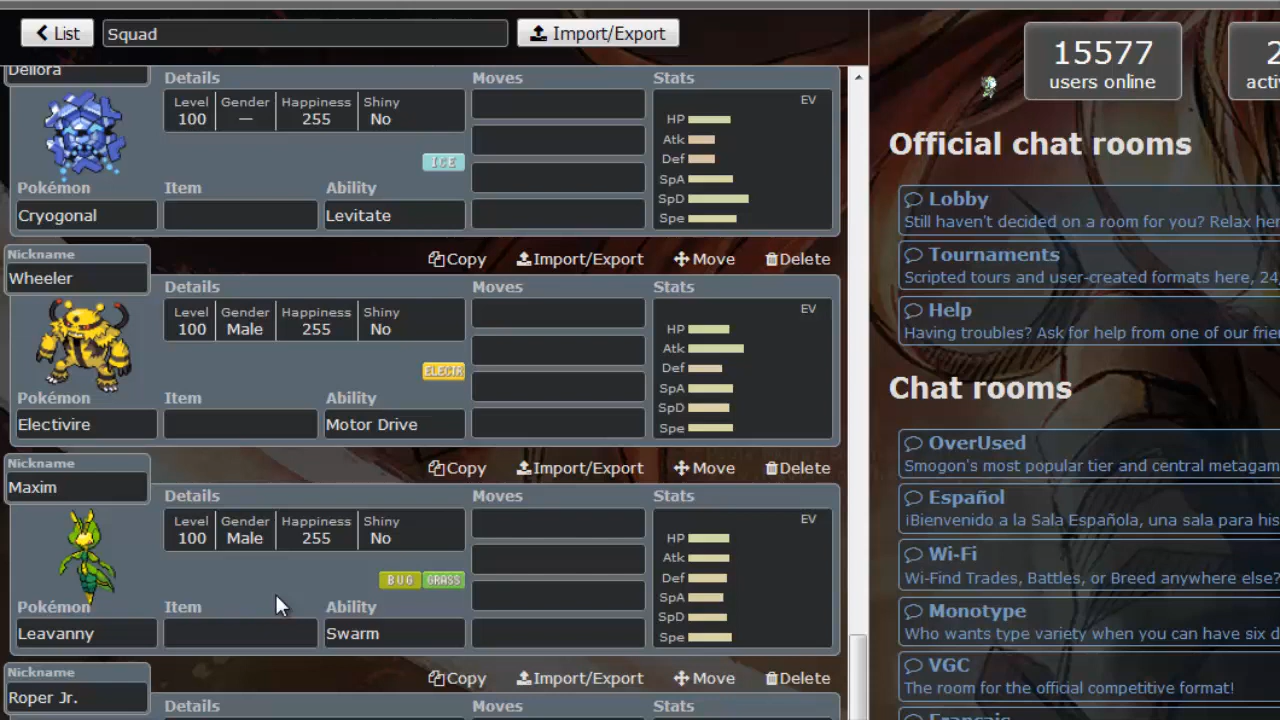 List
Squad
Import/Export
Deliora
Details
Moves
Stats
Level Gender Happiness Shiny
100 — 255 No
EV
HP
Atk
Def
SpA
SpD
Spe
ICE
Pokémon Item Ability
Cryogonal Levitate
Nickname
Wheeler
Copy Import/Export Move Delete
Details Moves Stats
Level Gender Happiness Shiny
100 Male 255 No
EV
HP
Atk
Def
SpA
SpD
Spe
ELECTR
Pokémon Item Ability
Electivire Motor Drive
Nickname
Maxim
Copy Import/Export Move Delete
Details Moves Stats
Level Gender Happiness Shiny
100 Male 255 No
EV
HP
Atk
Def
SpA
SpD
Spe
BUG GRASS
Pokémon Item Ability
Leavanny Swarm
Nickname
Roper Jr.
Copy Import/Export Move Delete
Details Moves Stats
15577
users online
2
activ
Official chat rooms
Lobby
Still haven't decided on a room for you? Relax her
Tournaments
Scripted tours and user-created formats here, 24,
Help
Having troubles? Ask for help from one of our frie
Chat rooms
OverUsed
Smogon's most popular tier and central metagam
Español
¡Bienvenido a la Sala Española, una sala para his
Wi-Fi
Wi-Find Trades, Battles, or Breed anywhere else?
Monotype
Who wants type variety when you can have six d
VGC
The room for the official competitive format!
Français